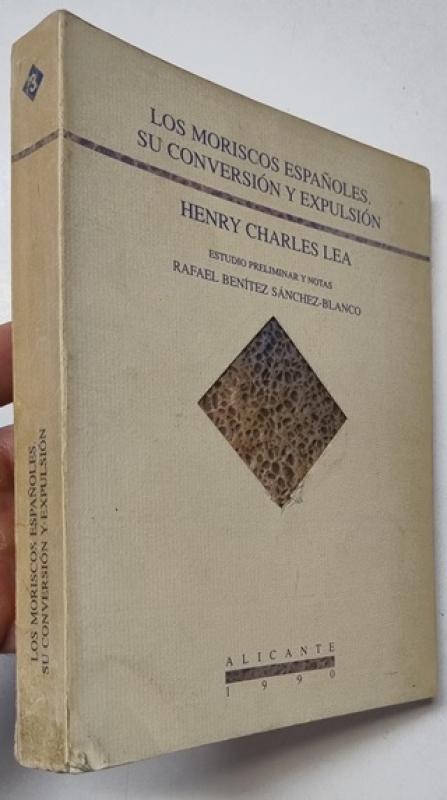 LOS MORISCOS ESPAÑOLES.
SU CONVERSIÓN Y EXPULSIÓN
HENRY CHARLES LEA
ESTUDIO PRELIMINAR Y NOTAS
RAFAEL BENÍTEZ SÁNCHEZ-BLANCO
ALICANTE
1990
3
LOS MORISCOS ESPAÑOLES.
SU CONVERSIÓN Y EXPULSIÓN